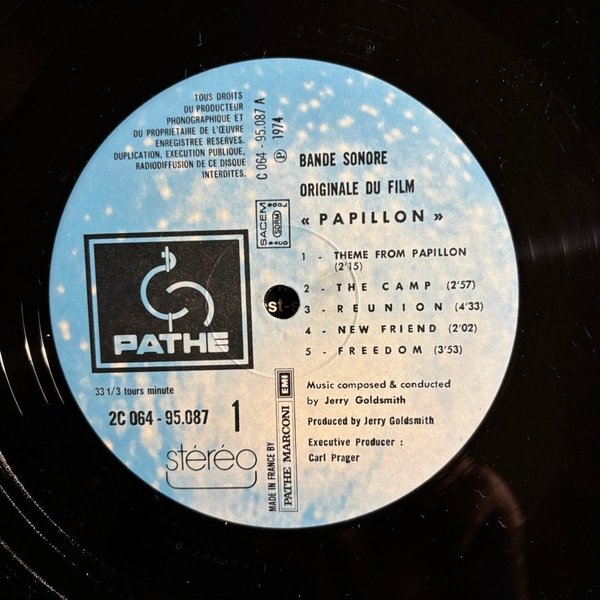 TOUS DROITS
DU PRODUCTEUR
PHONOGRAPHIQUE ET
DU PROPRIETAIRE DE L'ŒUVRE
ENREGISTREE RESERVES.
DUPLICATION, EXECUTION PUBLIQUE,
RADIODIFFUSION DE CE DISQUE
INTERDITES.
C 064 - 95.087 A
Ⓟ 1974
BANDE SONORE
ORIGINALE DU FILM
« PAPILLON »
SACEM
SDRM
1 - THEME FROM PAPILLON
(2'15)
2 - THE CAMP (2'57)
3 - REUNION (4'33)
4 - NEW FRIEND (2'02)
5 - FREEDOM (3'53)
PATHE
33 1/3 tours minute
2C 064 - 95.087 1
stéréo
MADE IN FRANCE BY
PATHE MARCONI EMI
Music composed & conducted
by Jerry Goldsmith
Produced by Jerry Goldsmith
Executive Producer :
Carl Prager